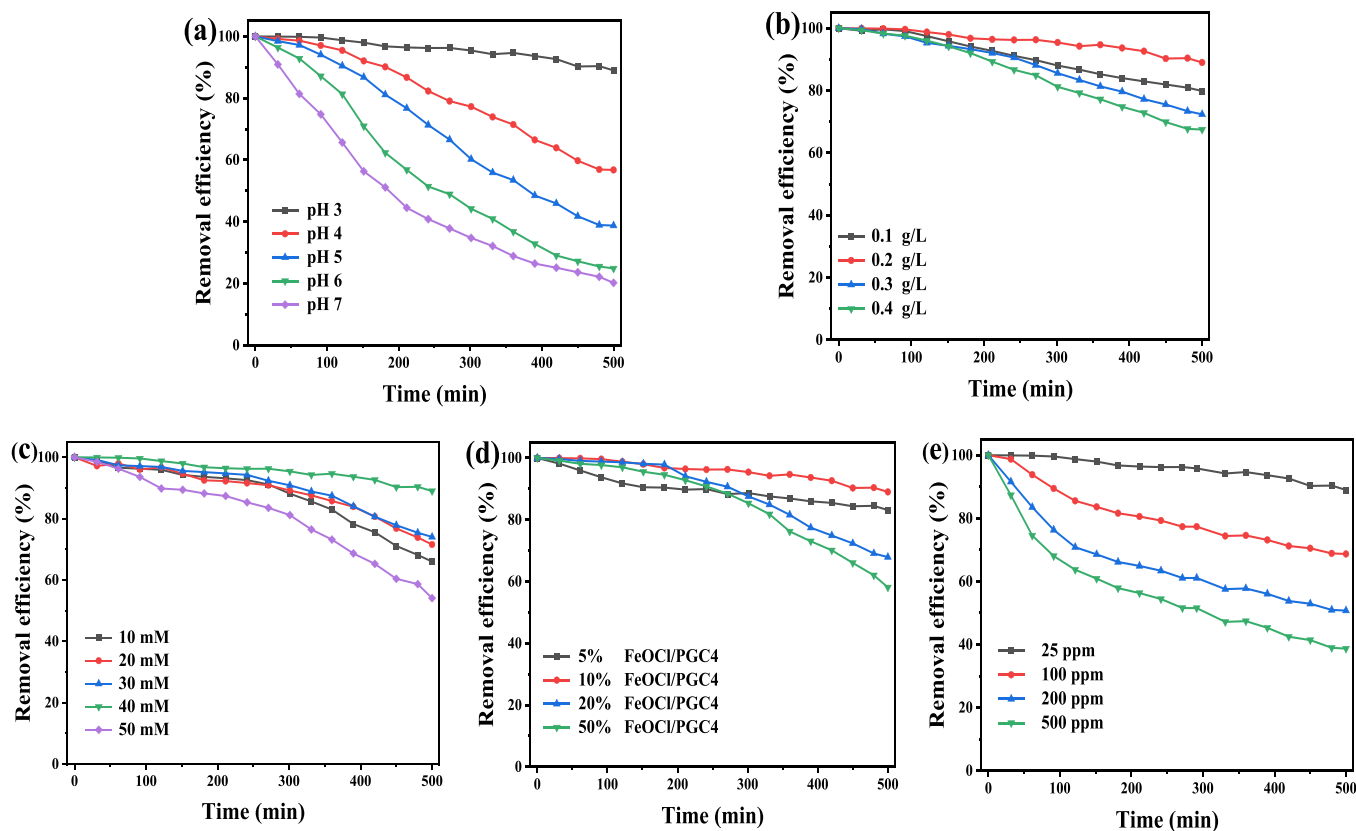 (a)
Removal efficiency (%)
100
80
60
40
20
0
pH 3
pH 4
pH 5
pH 6
pH 7
0 100 200 300 400 500
Time (min)
(b)
Removal efficiency (%)
100
80
60
40
20
0
0.1 g/L
0.2 g/L
0.3 g/L
0.4 g/L
0 100 200 300 400 500
Time (min)
(c)
Removal efficiency (%)
100
80
60
40
20
0
10 mM
20 mM
30 mM
40 mM
50 mM
0 100 200 300 400 500
Time (min)
(d)
Removal efficiency (%)
100
80
60
40
20
0
5% FeOCl/PGC4
10% FeOCl/PGC4
20% FeOCl/PGC4
50% FeOCl/PGC4
0 100 200 300 400 500
Time (min)
(e)
Removal efficiency (%)
100
80
60
40
20
0
25 ppm
100 ppm
200 ppm
500 ppm
0 100 200 300 400 500
Time (min)